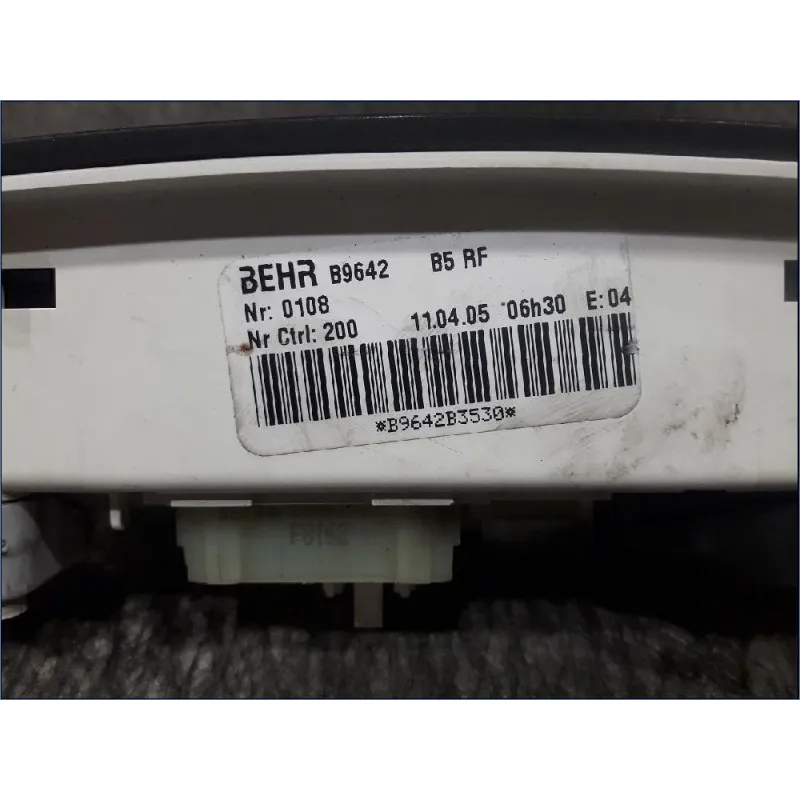 BEHR B9642 B5 RF
Nr: 0108
Nr Ctrl: 200 11.04.05 06h30 E: 04
*B9642B3530*